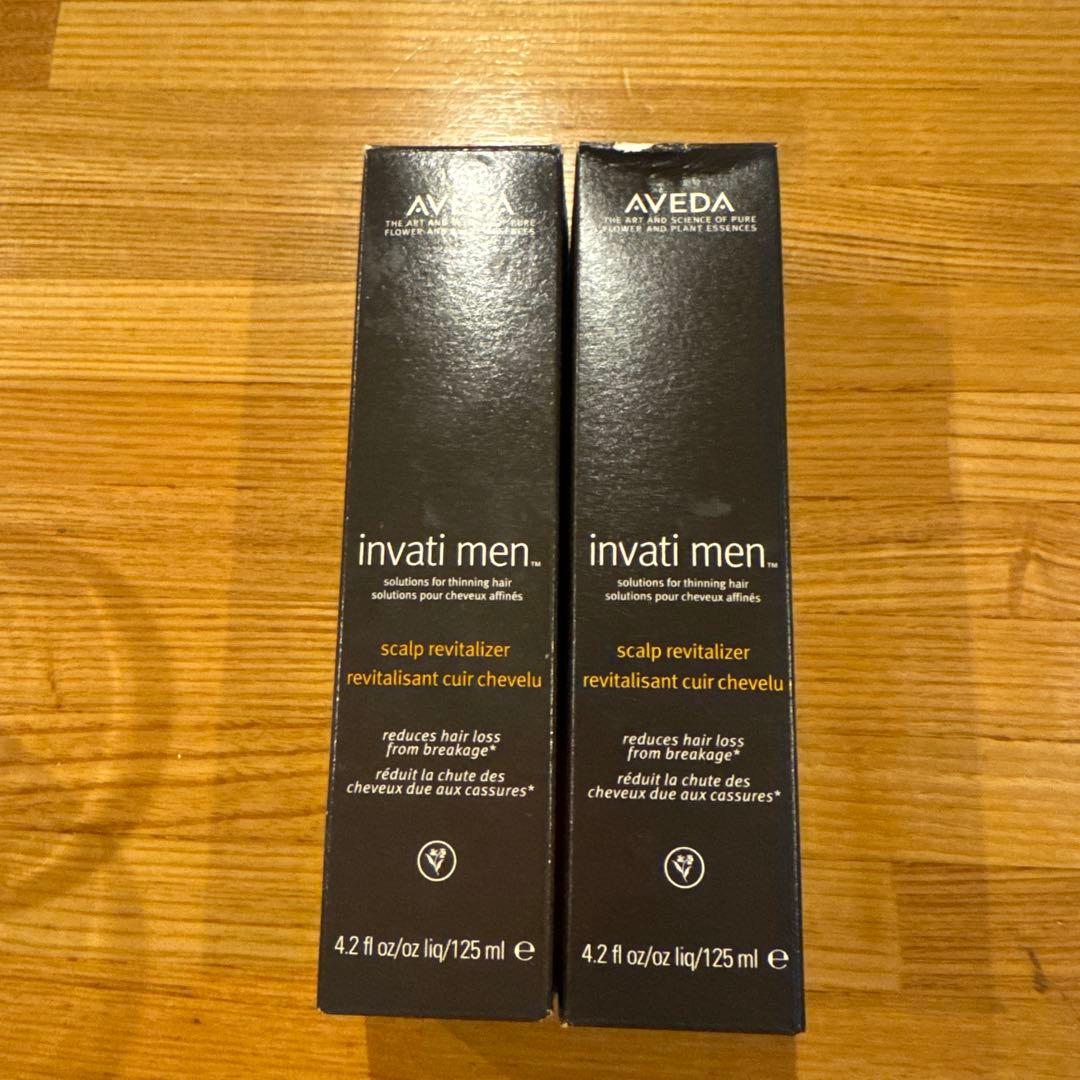 AVEDA
THE ART AND OF PURE
FLOWER AND ESSENCES
invati men™
solutions for thinning hair
solutions pour cheveux affinés
scalp revitalizer
revitalisant cuir chevelu
reduces hair loss
from breakage*
réduit la chute des
cheveux due aux cassures*
4.2 fl oz/oz liq/125 ml ℮
AVEDA
THE ART AND SCIENCE OF PURE
FLOWER AND PLANT ESSENCES
invati men™
solutions for thinning hair
solutions pour cheveux affinés
scalp revitalizer
revitalisant cuir chevelu
reduces hair loss
from breakage*
réduit la chute des
cheveux due aux cassures*
4.2 fl oz/oz liq/125 ml ℮